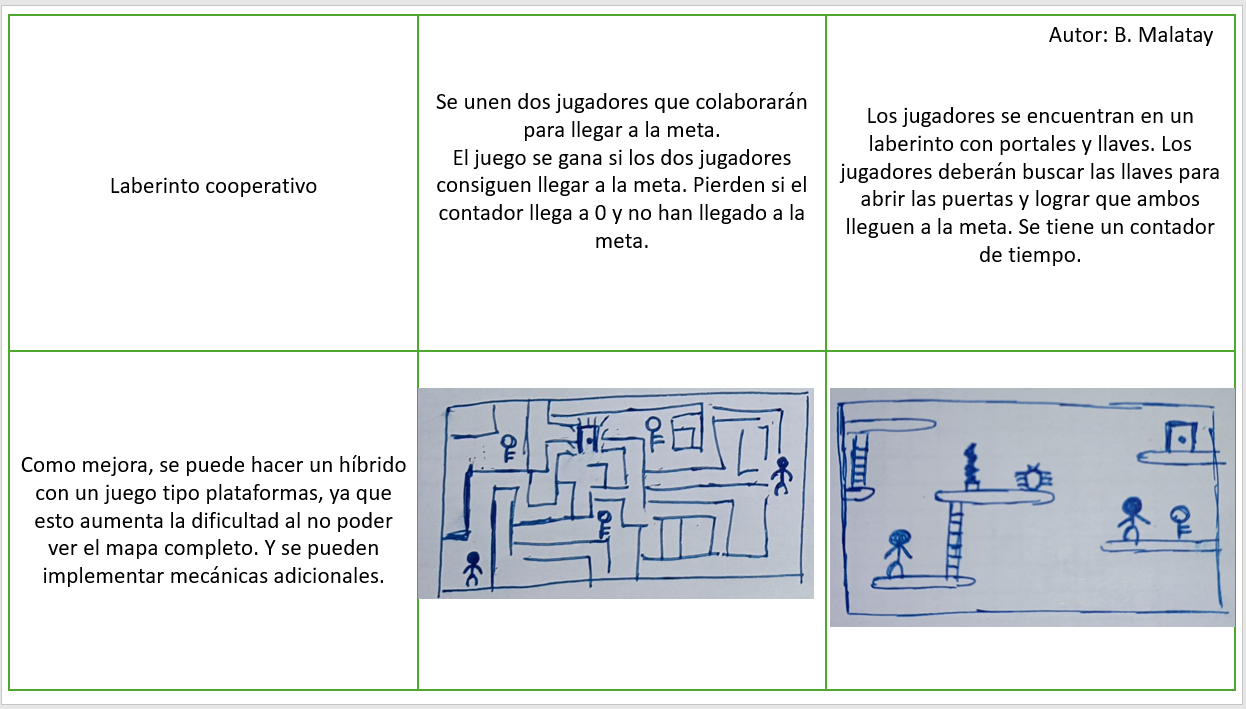 Autor: B. Malatay
Laberinto cooperativo
Se unen dos jugadores que colaborarán
para llegar a la meta.
El juego se gana si los dos jugadores
consiguen llegar a la meta. Pierden si el
contador llega a 0 y no han llegado a la
meta.
Los jugadores se encuentran en un
laberinto con portales y llaves. Los
jugadores deberán buscar las llaves para
abrir las puertas y lograr que ambos
lleguen a la meta. Se tiene un contador
de tiempo.
Como mejora, se puede hacer un híbrido
con un juego tipo plataformas, ya que
esto aumenta la dificultad al no poder
ver el mapa completo. Y se pueden
implementar mecánicas adicionales.